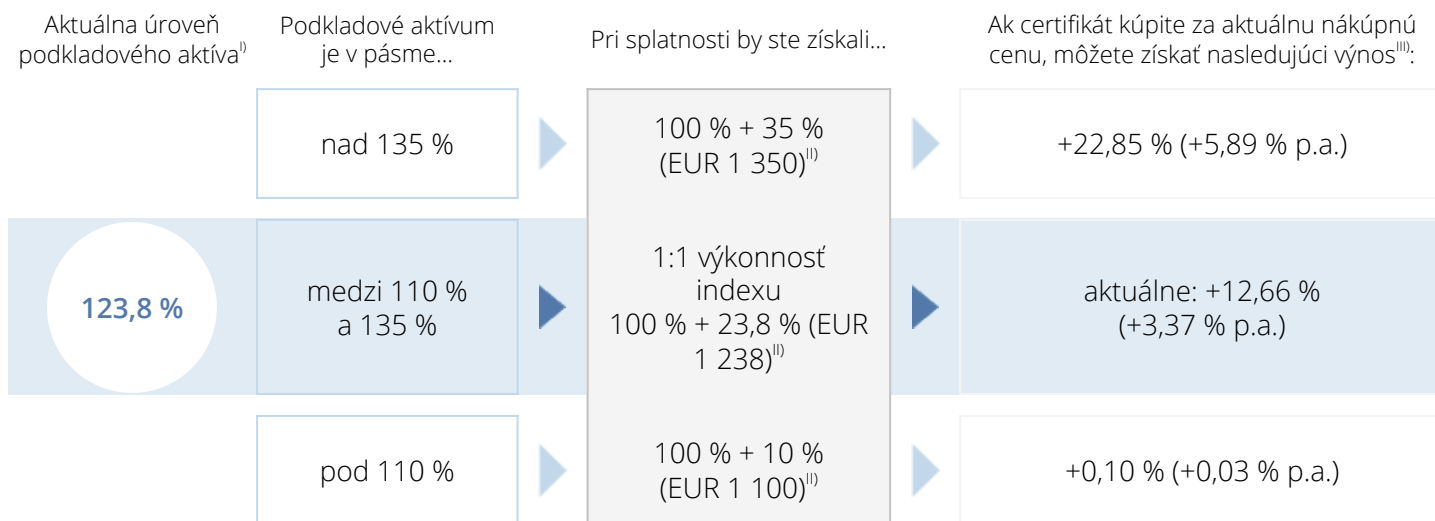 Aktuálna úroveň
podkladového aktíva I)
Podkladové aktívum
je v pásme...
Pri splatnosti by ste získali...
Ak certifikát kúpite za aktuálnu nákupnú
cenu, môžete získať nasledujúci výnos III):
nad 135 %
100 % + 35 %
(EUR 1 350) II)
+22,85 % (+5,89 % p.a.)
123,8 %
medzi 110 %
a 135 %
1:1 výkonnosť
indexu
100 % + 23,8 % (EUR
1 238) II)
aktuálne: +12,66 %
(+3,37 % p.a.)
pod 110 %
100 % + 10 %
(EUR 1 100) II)
+0,10 % (+0,03 % p.a.)